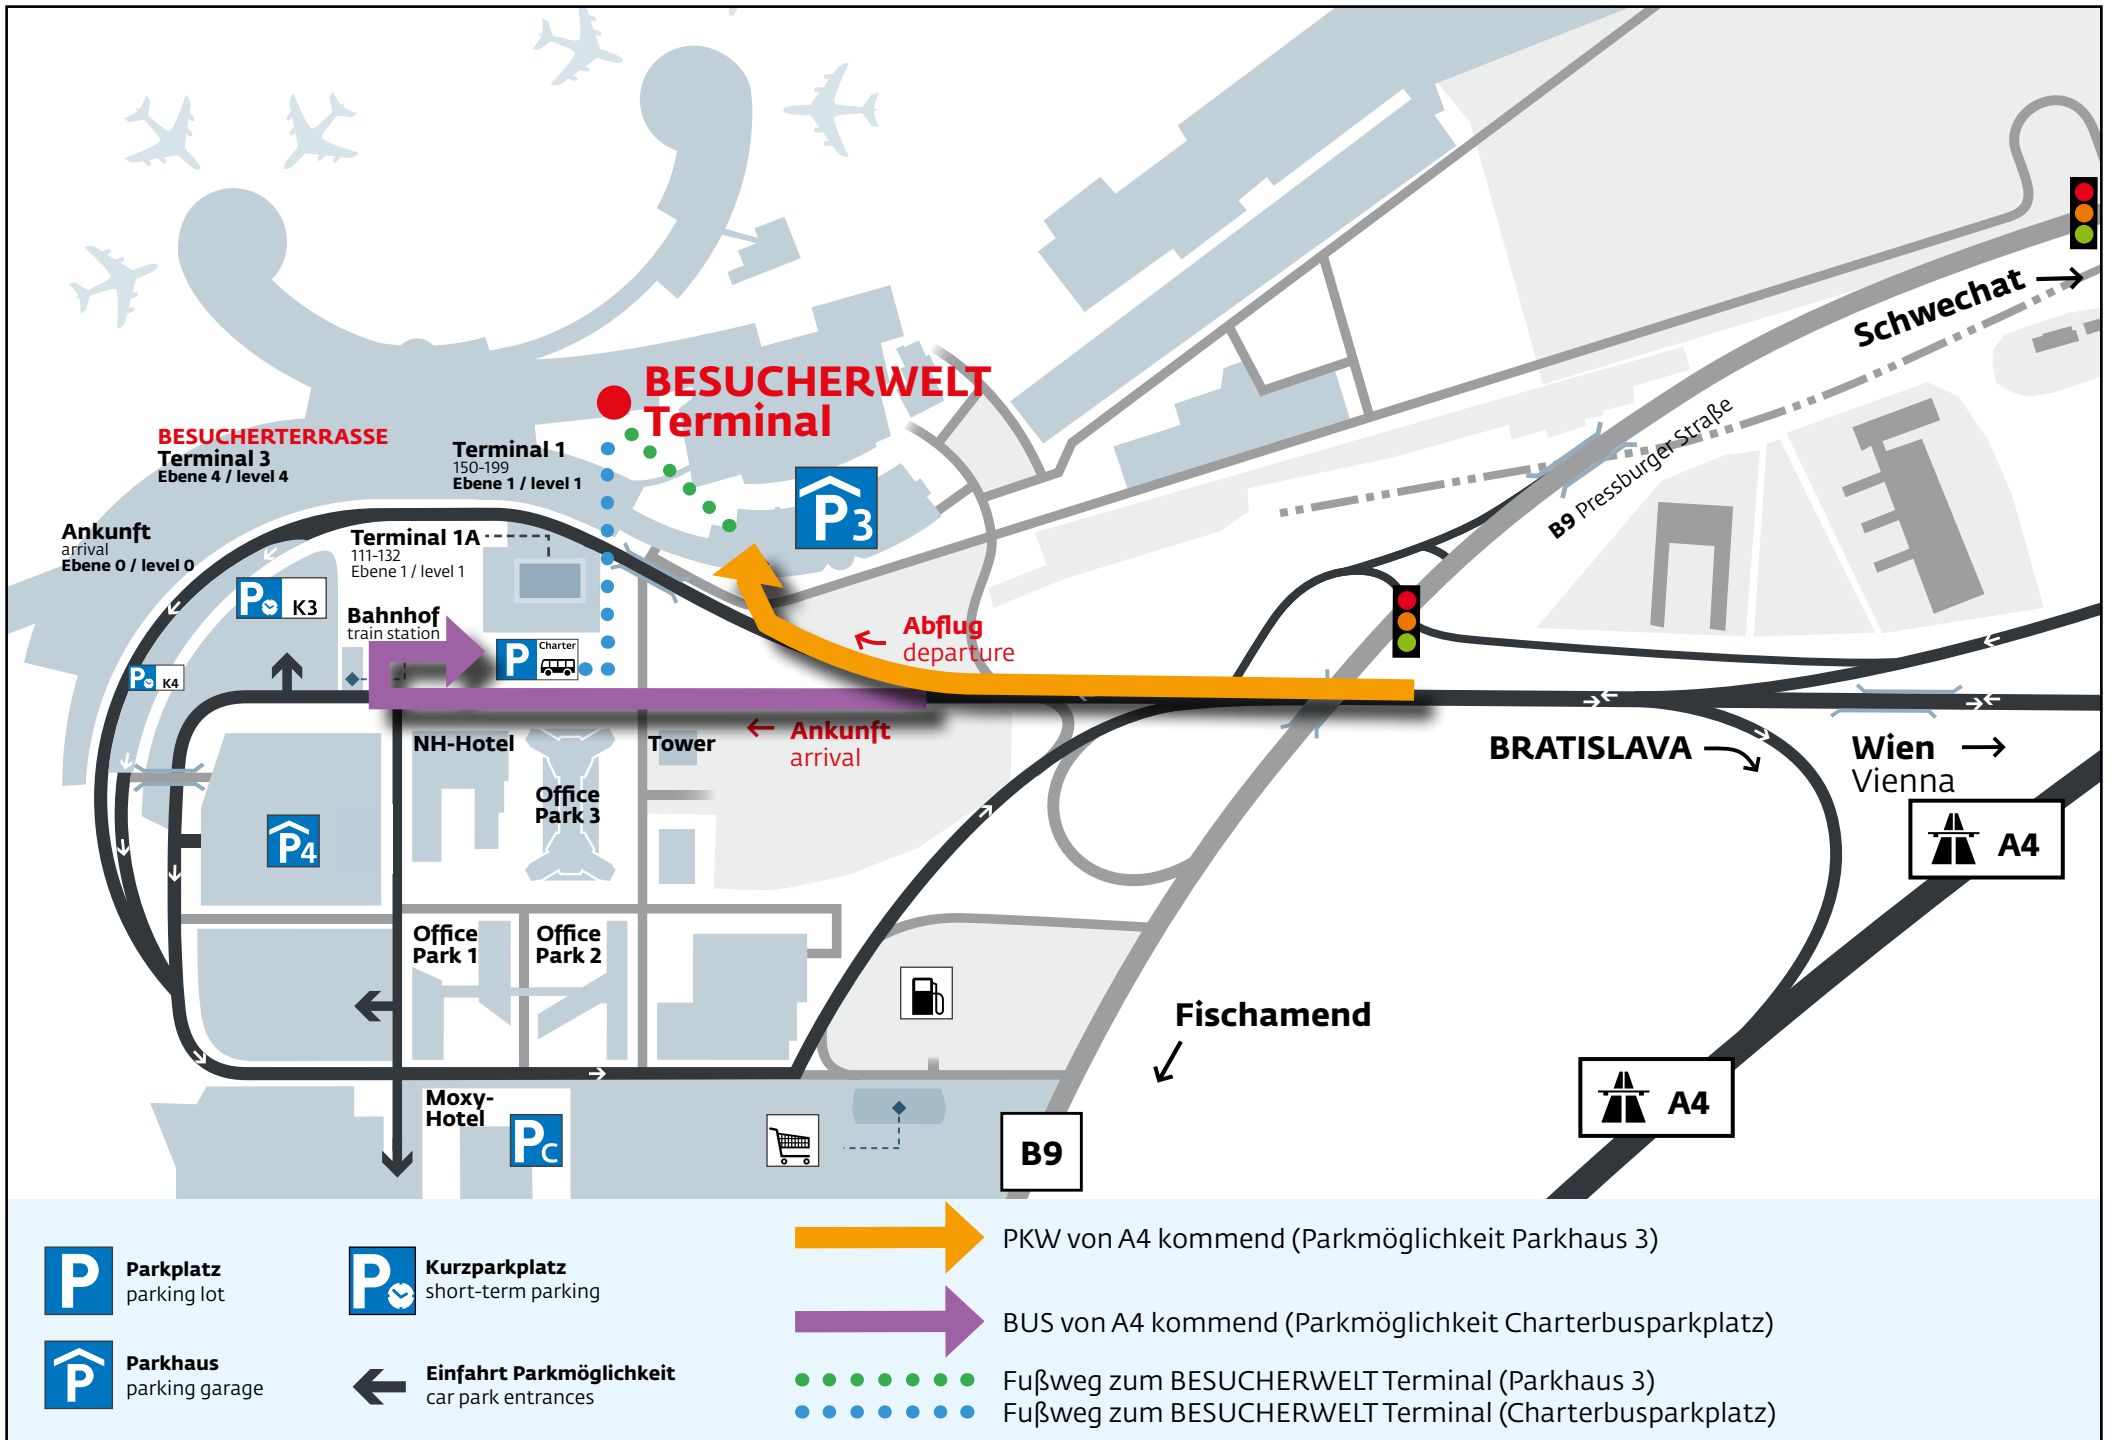 Schwechat
B9 Pressburger Straße
BESUCHERWELT
Terminal
BESUCHERTERRASSE
Terminal 3
Ebene 4 / level 4
Terminal 1
150-199
Ebene 1 / level 1
P3
Ankunft
arrival
Ebene 0 / level 0
Terminal 1A
111-132
Ebene 1 / level 1
P K3
Bahnhof
train station
P Charter
P K4
Abflug
departure
Ankunft
arrival
NH-Hotel
Tower
BRATISLAVA
Wien
Vienna
Office
Park 3
P4
A4
Office
Park 1
Office
Park 2
Fischamend
A4
Moxy-
Hotel
PC
B9
P
Parkplatz
parking lot
P
Kurzparkplatz
short-term parking
P
Parkhaus
parking garage
Einfahrt Parkmöglichkeit
car park entrances
PKW von A4 kommend (Parkmöglichkeit Parkhaus 3)
BUS von A4 kommend (Parkmöglichkeit Charterbusparkplatz)
Fußweg zum BESUCHERWELT Terminal (Parkhaus 3)
Fußweg zum BESUCHERWELT Terminal (Charterbusparkplatz)